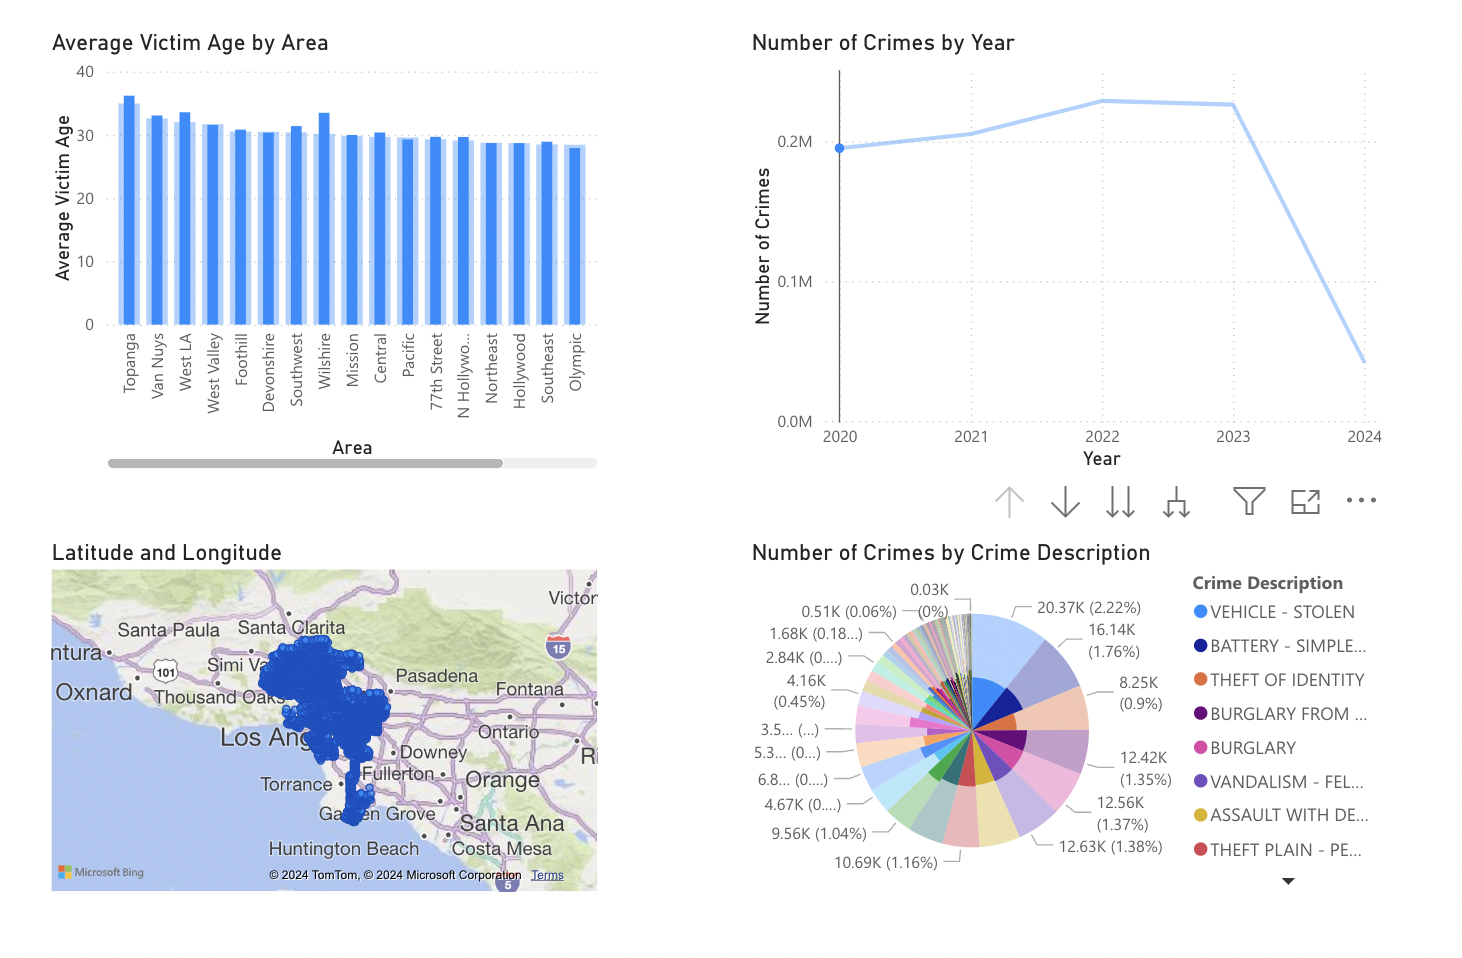 Average Victim Age by Area
Average Victim Age
40
30
20
10
0
Topanga
Van Nuys
West LA
West Valley
Foothill
Devonshire
Southwest
Wilshire
Mission
Central
Pacific
77th Street
N Hollywo...
Northeast
Hollywood
Southeast
Olympic
Area
Number of Crimes by Year
Number of Crimes
0.2M
0.1M
0.0M
2020
2021
2022
2023
2024
Year
Latitude and Longitude
Victor
Santa Paula
Santa Clarita
ntura
Simi Va
15
101
Pasadena
Oxnard
Thousand Oaks
Fontana
Los Ang
Ontario
Ri
Downey
Torrance
Fullerton
Orange
Garden Grove
Santa Ana
Huntington Beach
Costa Mesa
5
Microsoft Bing
© 2024 TomTom, © 2024 Microsoft Corporation Terms
Number of Crimes by Crime Description
0.03K
(0%)
0.51K (0.06%)
1.68K (0.18...)
2.84K (0....)
4.16K
(0.45%)
3.5... (...)
5.3... (0...)
6.8... (0....)
4.67K (0...)
9.56K (1.04%)
10.69K (1.16%)
20.37K (2.22%)
16.14K
(1.76%)
8.25K
(0.9%)
12.42K
(1.35%)
12.56K
(1.37%)
12.63K (1.38%)
Crime Description
VEHICLE - STOLEN
BATTERY - SIMPLE...
THEFT OF IDENTITY
BURGLARY FROM ...
BURGLARY
VANDALISM - FEL...
ASSAULT WITH DE...
THEFT PLAIN - PE...